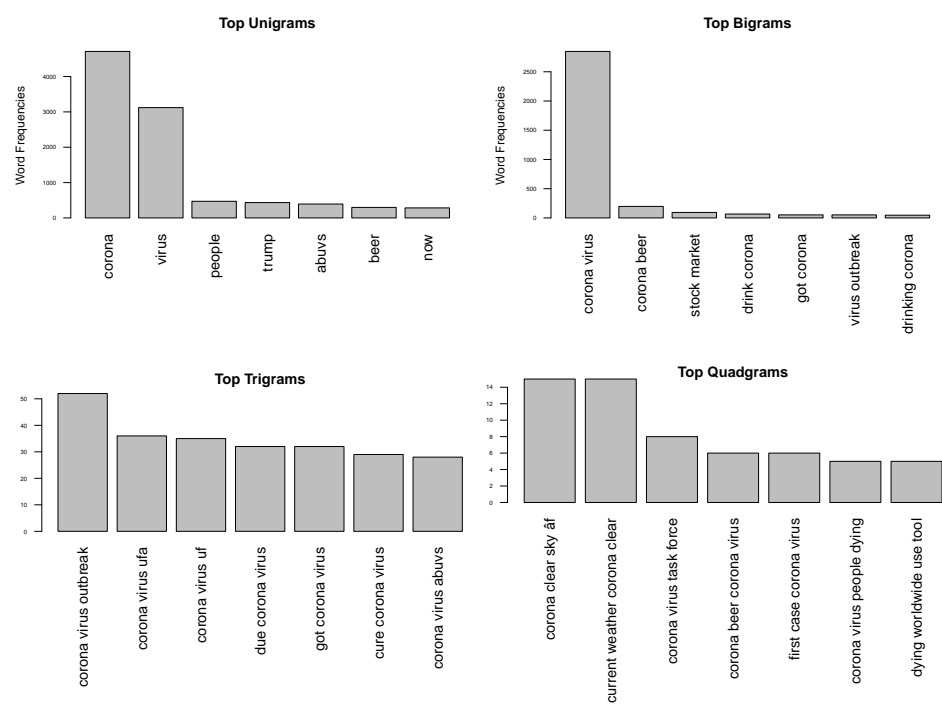 Top Unigrams
Word Frequencies
4000
3000
2000
1000
0
corona
virus
people
trump
abuvs
beer
now
Top Bigrams
Word Frequencies
2500
2000
1500
1000
500
0
corona virus
corona beer
stock market
drink corona
got corona
virus outbreak
drinking corona
Top Trigrams
50
40
30
20
10
0
corona virus outbreak
corona virus ufa
corona virus uf
due corona virus
got corona virus
cure corona virus
corona virus abuvs
Top Quadgrams
14
12
10
8
6
4
2
0
corona clear sky âf
current weather corona clear
corona virus task force
corona beer corona virus
first case corona virus
corona virus people dying
dying worldwide use tool